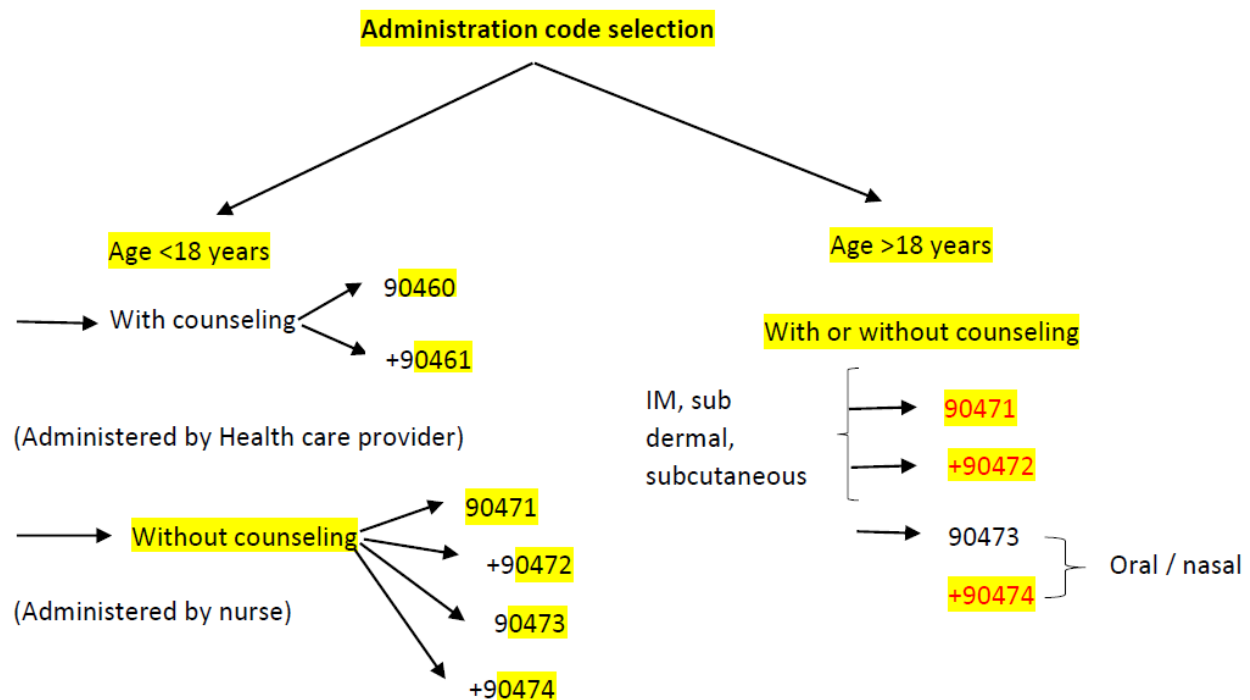 Administration code selection
Age <18 years
With counseling
90460
+90461
(Administered by Health care provider)
Without counseling
90471
+90472
90473
+90474
(Administered by nurse)
Age >18 years
With or without counseling
IM, sub
dermal,
subcutaneous
90471
+90472
90473
+90474
Oral / nasal